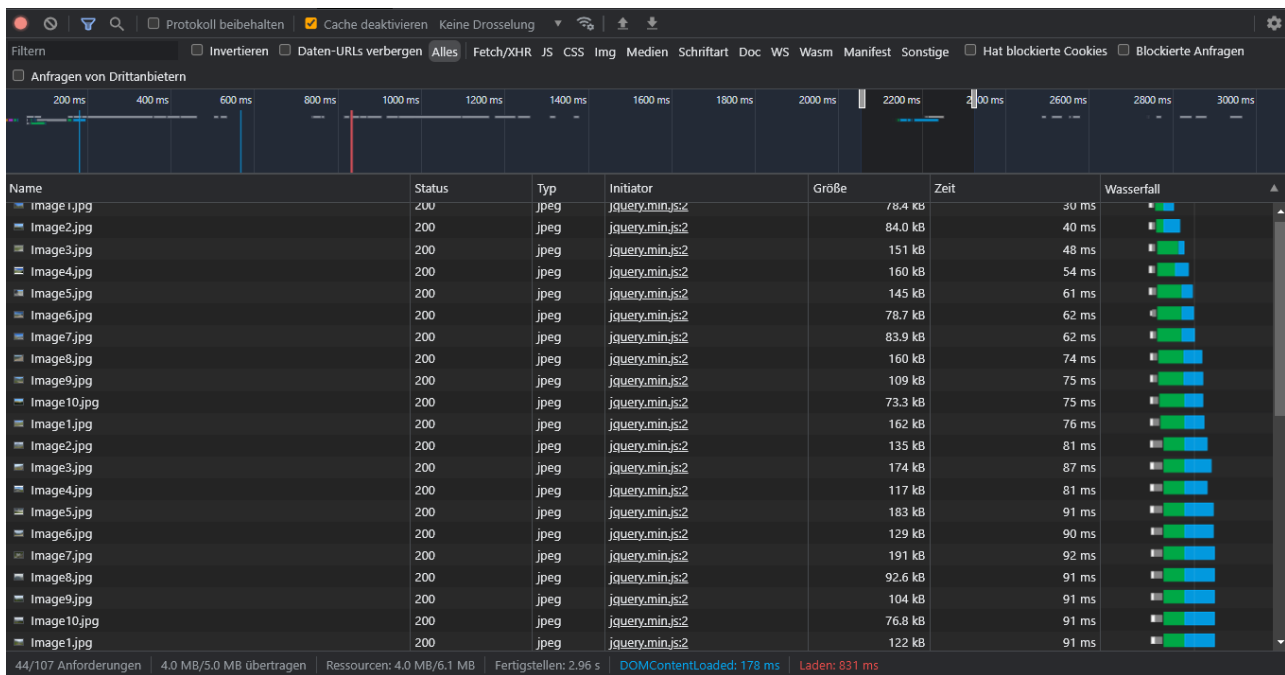 Protokoll beibehalten Cache deaktivieren Keine Drosselung
Filtern Invertieren Daten-URLs verbergen Alles Fetch/XHR JS CSS Img Medien Schriftart Doc WS Wasm Manifest Sonstige Hat blockierte Cookies Blockierte Anfragen
Anfragen von Drittanbietern
200 ms 400 ms 600 ms 800 ms 1000 ms 1200 ms 1400 ms 1600 ms 1800 ms 2000 ms 2200 ms 2600 ms 2800 ms 3000 ms
Name Status Typ Initiator Größe Zeit Wasserfall
Image1.jpg 200 jpeg jquery.min.js:2 78.4 kB 30 ms
Image2.jpg 200 jpeg jquery.min.js:2 84.0 kB 40 ms
Image3.jpg 200 jpeg jquery.min.js:2 151 kB 48 ms
Image4.jpg 200 jpeg jquery.min.js:2 160 kB 54 ms
Image5.jpg 200 jpeg jquery.min.js:2 145 kB 61 ms
Image6.jpg 200 jpeg jquery.min.js:2 78.7 kB 62 ms
Image7.jpg 200 jpeg jquery.min.js:2 83.9 kB 62 ms
Image8.jpg 200 jpeg jquery.min.js:2 160 kB 74 ms
Image9.jpg 200 jpeg jquery.min.js:2 109 kB 75 ms
Image10.jpg 200 jpeg jquery.min.js:2 73.3 kB 75 ms
Image1.jpg 200 jpeg jquery.min.js:2 162 kB 76 ms
Image2.jpg 200 jpeg jquery.min.js:2 135 kB 81 ms
Image3.jpg 200 jpeg jquery.min.js:2 174 kB 87 ms
Image4.jpg 200 jpeg jquery.min.js:2 117 kB 81 ms
Image5.jpg 200 jpeg jquery.min.js:2 183 kB 91 ms
Image6.jpg 200 jpeg jquery.min.js:2 129 kB 90 ms
Image7.jpg 200 jpeg jquery.min.js:2 191 kB 92 ms
Image8.jpg 200 jpeg jquery.min.js:2 92.6 kB 91 ms
Image9.jpg 200 jpeg jquery.min.js:2 104 kB 91 ms
Image10.jpg 200 jpeg jquery.min.js:2 76.8 kB 91 ms
Image1.jpg 200 jpeg jquery.min.js:2 122 kB 91 ms
44/107 Anforderungen 4.0 MB/5.0 MB übertragen Ressourcen: 4.0 MB/6.1 MB Fertigstellen: 2.96 s DOMContentLoaded: 178 ms Laden: 831 ms